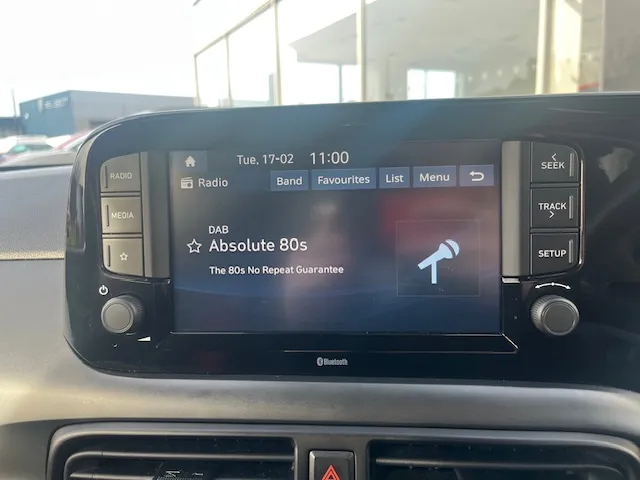 Tue, 17-02 11:00
Radio
Band Favourites List Menu
DAB
Absolute 80s
The 80s No Repeat Guarantee
RADIO
MEDIA
SEEK
TRACK
SETUP
Bluetooth